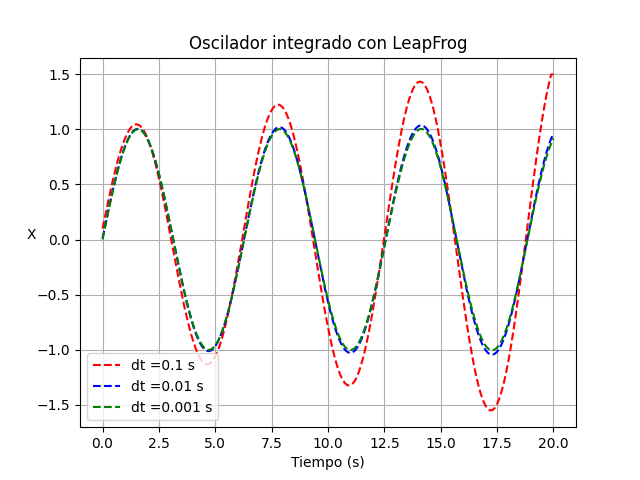 Oscilador integrado con LeapFrog
1.5
1.0
0.5
0.0
−0.5
−1.0
−1.5
X
dt =0.1 s
dt =0.01 s
dt =0.001 s
0.0 2.5 5.0 7.5 10.0 12.5 15.0 17.5 20.0
Tiempo (s)